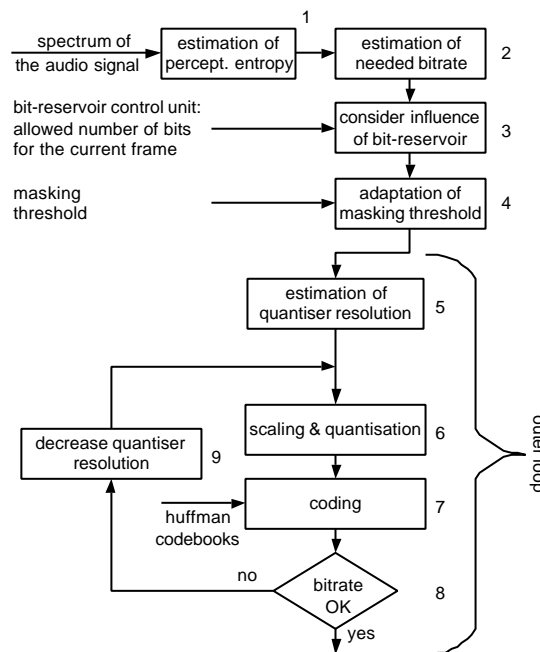 1
spectrum of
the audio signal
estimation of
percept. entropy
estimation of
needed bitrate
2
bit-reservoir control unit:
allowed number of bits
for the current frame
consider influence
of bit-reservoir
3
masking
threshold
adaptation of
masking threshold
4
estimation of
quantiser resolution
5
decrease quantiser
resolution
9
scaling & quantisation
6
outer loop
huffman
codebooks
coding
7
no
bitrate
OK
8
yes